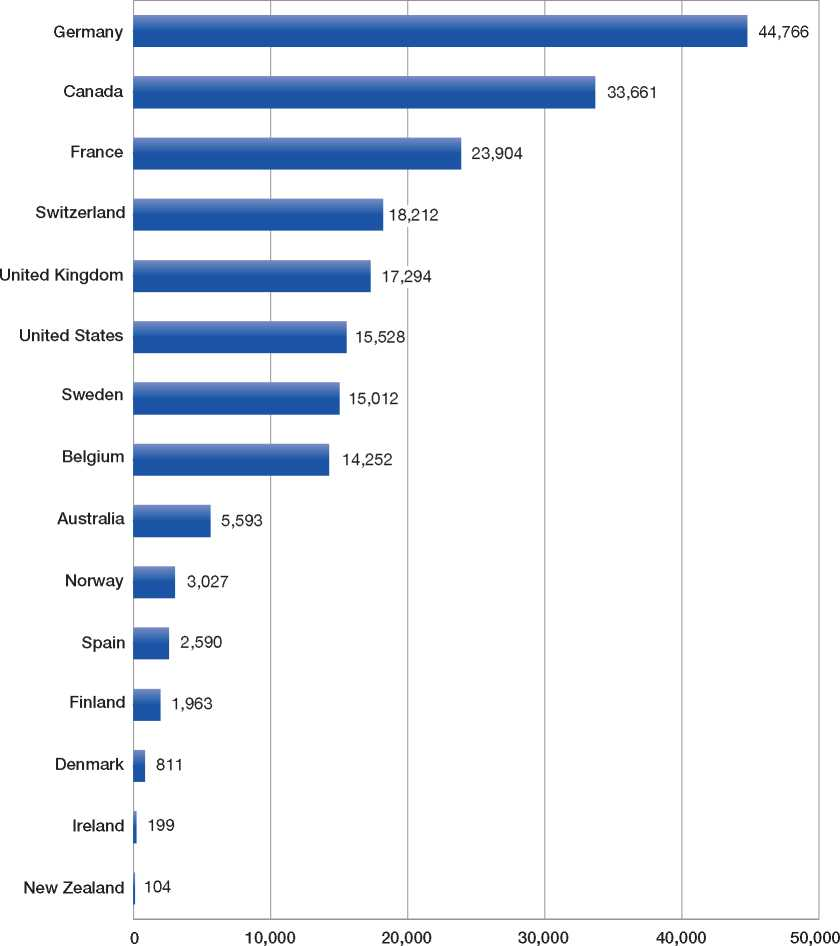 Germany 44,766
Canada 33,661
France 23,904
Switzerland 18,212
United Kingdom 17,294
United States 15,528
Sweden 15,012
Belgium 14,252
Australia 5,593
Norway 3,027
Spain 2,590
Finland 1,963
Denmark 811
Ireland 199
New Zealand 104
0 10,000 20,000 30,000 40,000 50,000